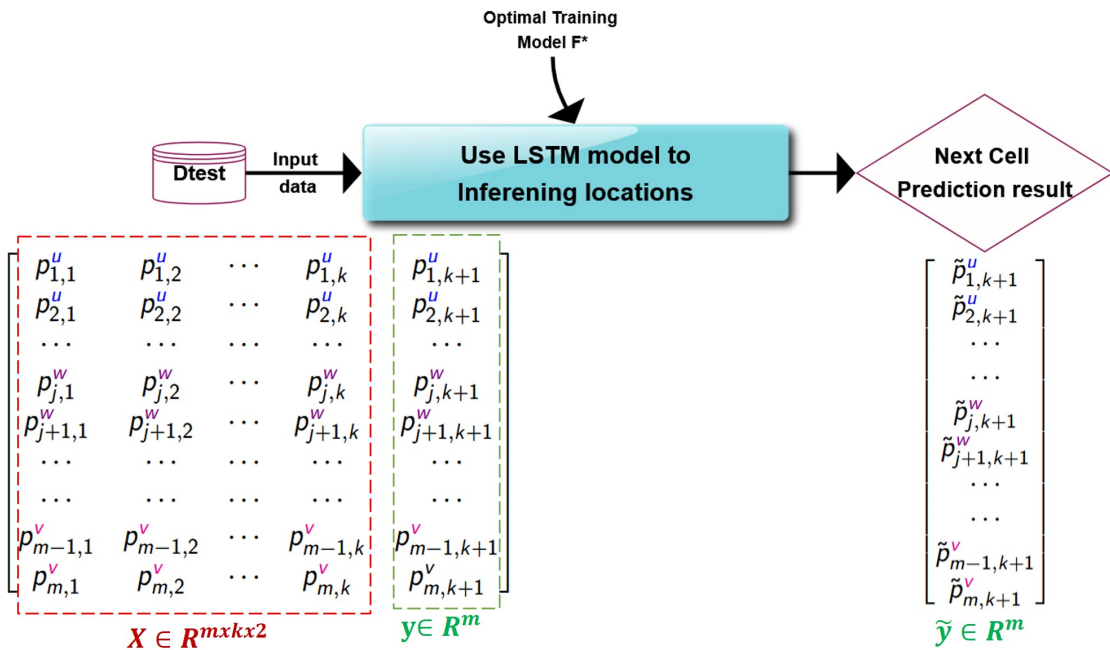 Optimal Training
Model F*
Dtest
Input
data
Use LSTM model to
Inferening locations
Next Cell
Prediction result
p^u_{1,1} p^u_{1,2} ⋯ p^u_{1,k} p^u_{1,k+1}
p^u_{2,1} p^u_{2,2} ⋯ p^u_{2,k} p^u_{2,k+1}
⋯ ⋯ ⋯ ⋯ ⋯
p^w_{j,1} p^w_{j,2} ⋯ p^w_{j,k} p^w_{j,k+1}
p^w_{j+1,1} p^w_{j+1,2} ⋯ p^w_{j+1,k} p^w_{j+1,k+1}
⋯ ⋯ ⋯ ⋯ ⋯
⋯ ⋯ ⋯ ⋯ ⋯
p^v_{m−1,1} p^v_{m−1,2} ⋯ p^v_{m−1,k} p^v_{m−1,k+1}
p^v_{m,1} p^v_{m,2} ⋯ p^v_{m,k} p^v_{m,k+1}
X ∈ R^{mxkx2}
y∈ R^m
p̃^u_{1,k+1}
p̃^u_{2,k+1}
⋯
⋯
p̃^w_{j,k+1}
p̃^w_{j+1,k+1}
⋯
⋯
p̃^v_{m−1,k+1}
p̃^v_{m,k+1}
ỹ ∈ R^m